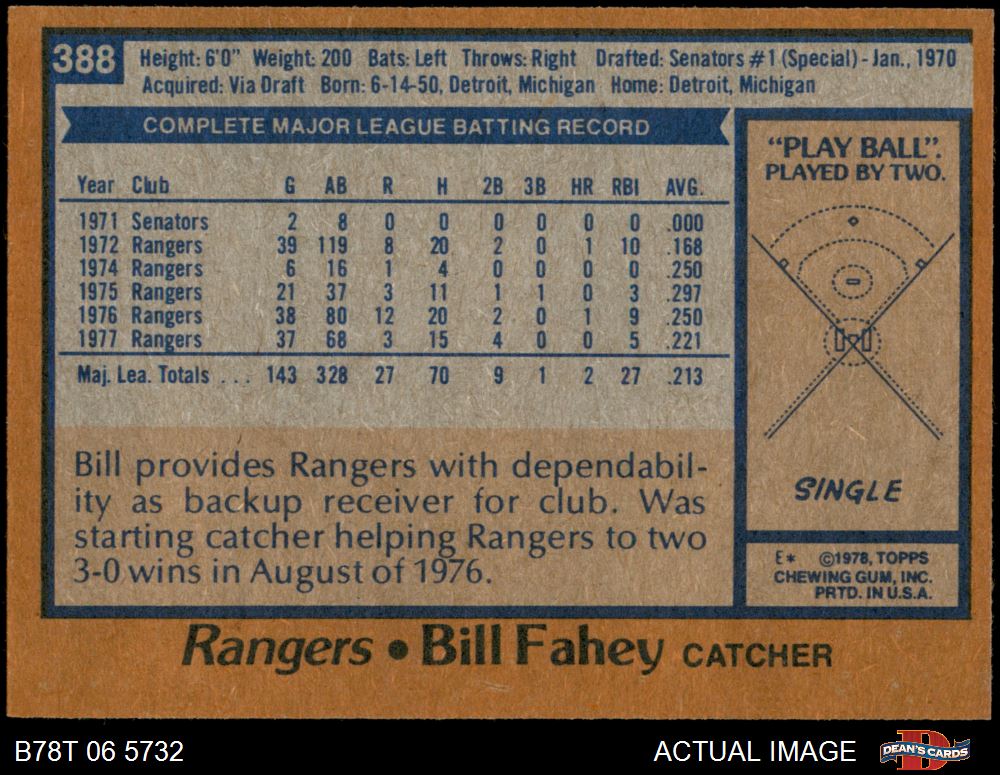 388
Height: 6'0" Weight: 200 Bats: Left Throws: Right Drafted: Senators #1 (Special) - Jan., 1970
Acquired: Via Draft Born: 6-14-50, Detroit, Michigan Home: Detroit, Michigan
COMPLETE MAJOR LEAGUE BATTING RECORD
Year Club G AB R H 2B 3B HR RBI AVG.
1971 Senators 2 8 0 0 0 0 0 0 .000
1972 Rangers 39 119 8 20 2 0 1 10 .168
1974 Rangers 6 16 1 4 0 0 0 0 .250
1975 Rangers 21 37 3 11 1 1 0 3 .297
1976 Rangers 38 80 12 20 2 0 1 9 .250
1977 Rangers 37 68 3 15 4 0 0 5 .221
Maj. Lea. Totals . . . 143 328 27 70 9 1 2 27 .213
Bill provides Rangers with dependabil-
ity as backup receiver for club. Was
starting catcher helping Rangers to two
3-0 wins in August of 1976.
"PLAY BALL".
PLAYED BY TWO.
SINGLE
E* ©1978, TOPPS
CHEWING GUM, INC.
PRTD. IN U.S.A.
Rangers • Bill Fahey CATCHER
B78T 06 5732
ACTUAL IMAGE
D
DEAN'S CARDS